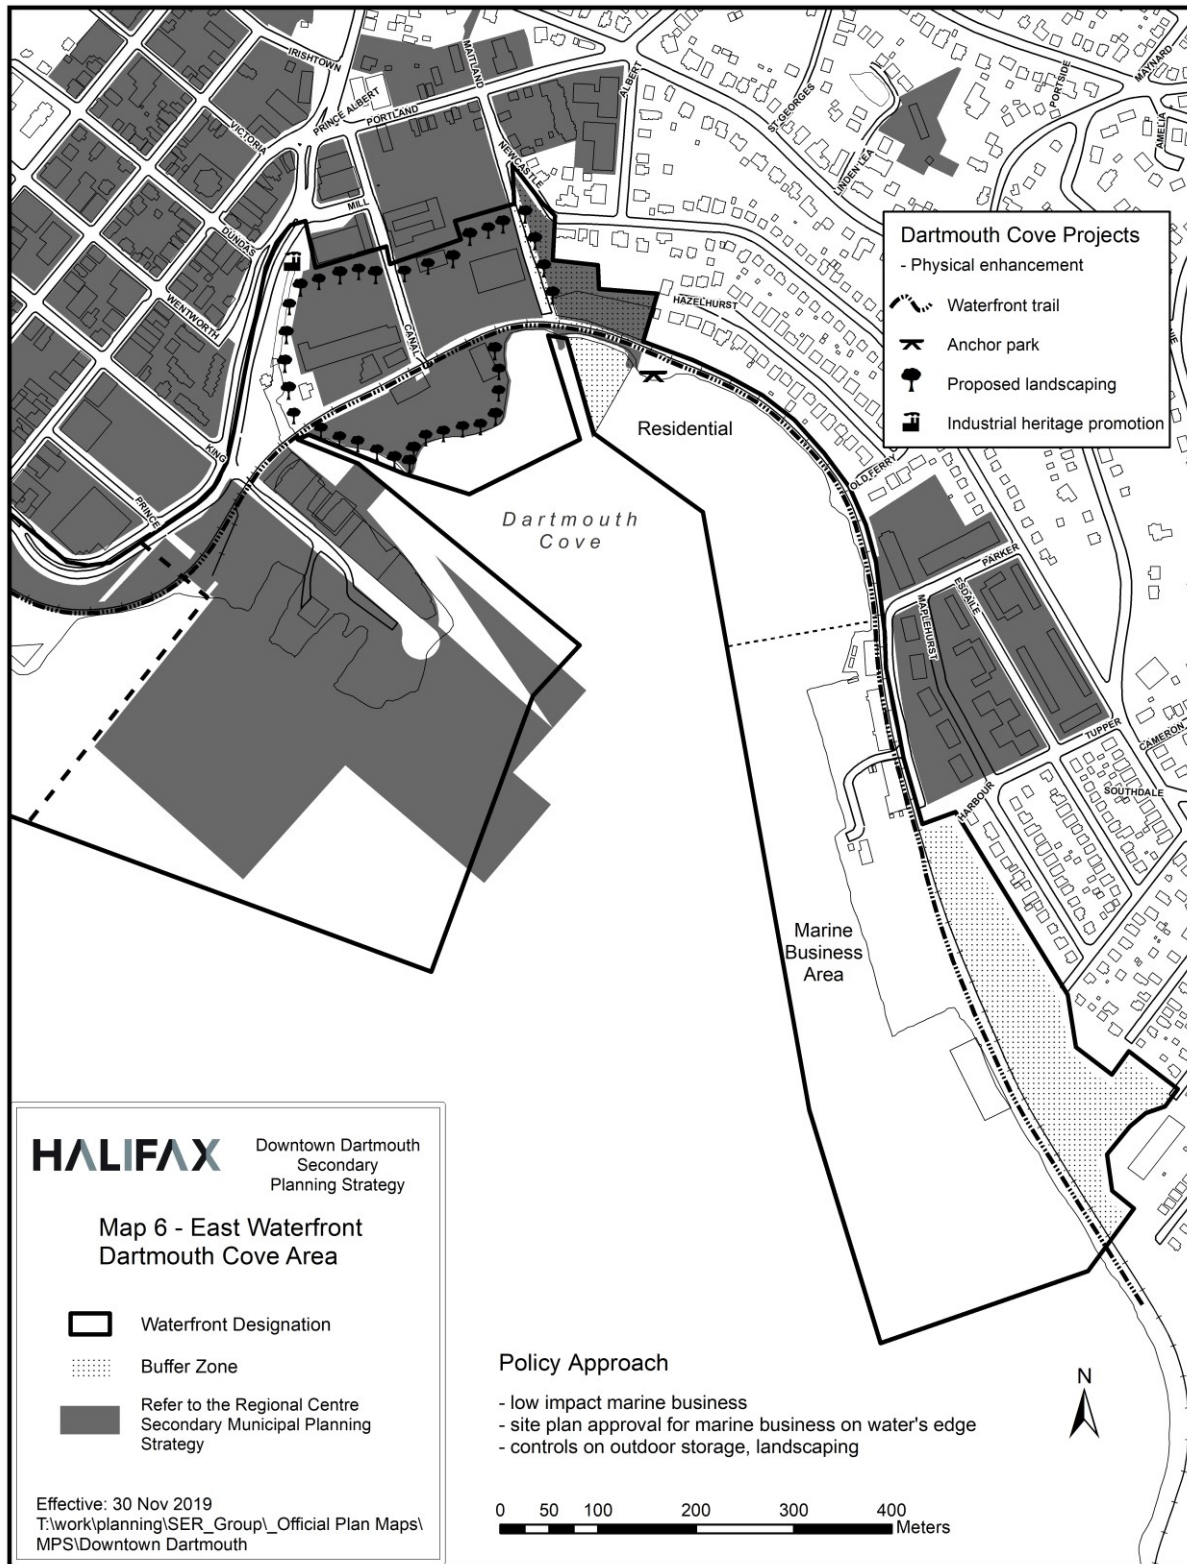 IRISHTOWN
MAITLAND
ALBERT
PRINCE ALBERT
PORTLAND
VICTORIA
NEWCASTLE
ST GEORGES
LINDEN LEA
PORTSIDE
MAYNARD
AMELIA
MILL
DUNDAS
WENTWORTH
CANAL
HAZELHURST
KING
PRINCE
OLD FERRY
PARKER
ESDAILE
MAPLEHURST
TUPPER
CAMERON
SOUTHDALE
HARBOUR
Dartmouth Cove Projects
- Physical enhancement
Waterfront trail
Anchor park
Proposed landscaping
Industrial heritage promotion
Residential
Dartmouth
Cove
Marine
Business
Area
HALIFAX
Downtown Dartmouth
Secondary
Planning Strategy
Map 6 - East Waterfront
Dartmouth Cove Area
Waterfront Designation
Buffer Zone
Refer to the Regional Centre
Secondary Municipal Planning
Strategy
Effective: 30 Nov 2019
T:\work\planning\SER_Group\_Official Plan Maps\
MPS\Downtown Dartmouth
Policy Approach
- low impact marine business
- site plan approval for marine business on water's edge
- controls on outdoor storage, landscaping
N
0 50 100 200 300 400
Meters